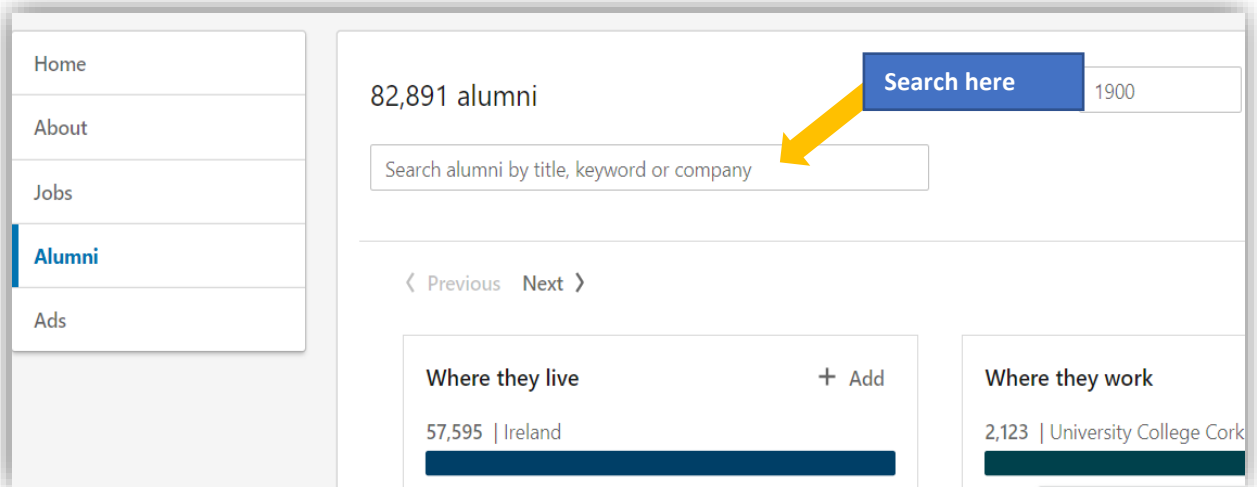 Home
About
Jobs
Alumni
Ads
82,891 alumni
Search here
1900
Search alumni by title, keyword or company
Previous Next
Where they live
+ Add
57,595 | Ireland
Where they work
2,123 | University College Cork